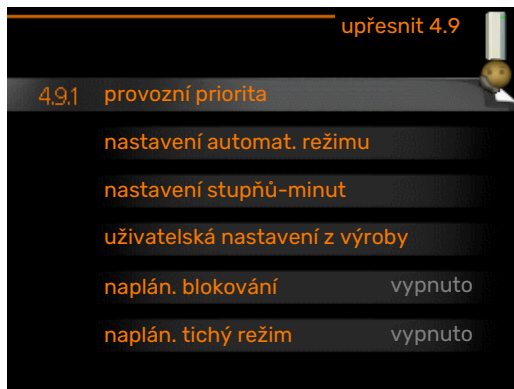 upřesnit 4.9
4.9.1 provozní priorita
nastavení automat. režimu
nastavení stupňů-minut
uživatelská nastavení z výroby
naplán. blokování vypnuto
naplán. tichý režim vypnuto